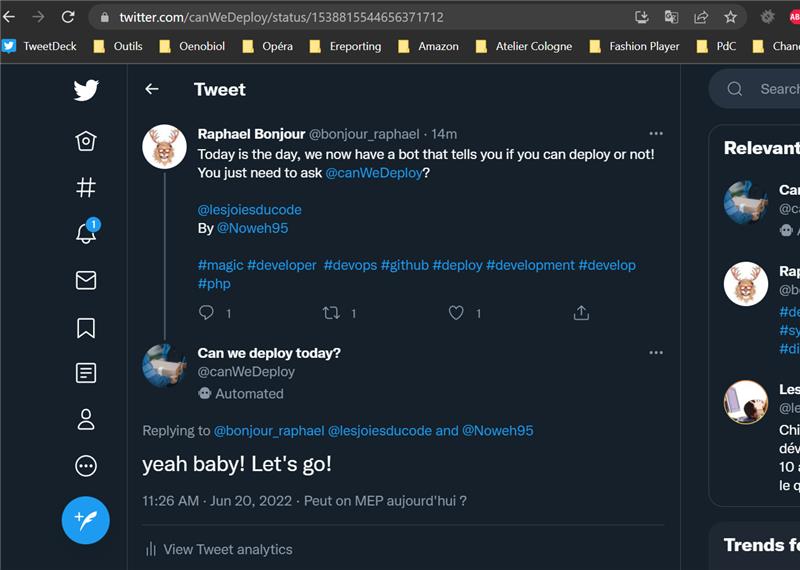 twitter.com/canWeDeploy/status/1538815544656371712
TweetDeck Outils Oenobiol Opéra Ereporting Amazon Atelier Cologne Fashion Player PdC
Tweet
Search
Raphael Bonjour @bonjour_raphael · 14m
Today is the day, we now have a bot that tells you if you can deploy or not!
You just need to ask @canWeDeploy?
@lesjoiesducode
By @Noweh95
#magic #developer #devops #github #deploy #development #develop
#php
1 1 1
Can we deploy today?
@canWeDeploy
Automated
Replying to @bonjour_raphael @lesjoiesducode and @Noweh95
yeah baby! Let's go!
11:26 AM · Jun 20, 2022 · Peut on MEP aujourd'hui ?
View Tweet analytics
1
Relevant
Can
@ca
A
Rap
@bo
#de
#sy
#di
Les
@le
Chi
dév
10 a
le q
Trends fo